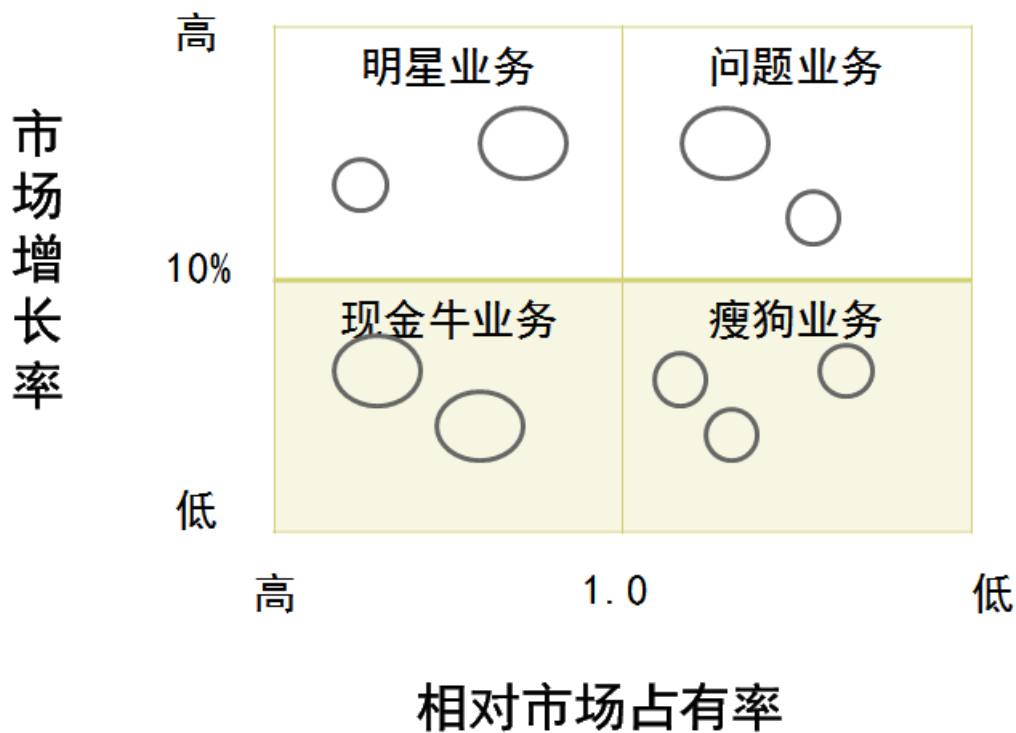 高
市场增长率
明星业务
问题业务
10%
现金牛业务
瘦狗业务
低
高
1.0
低
相对市场占有率